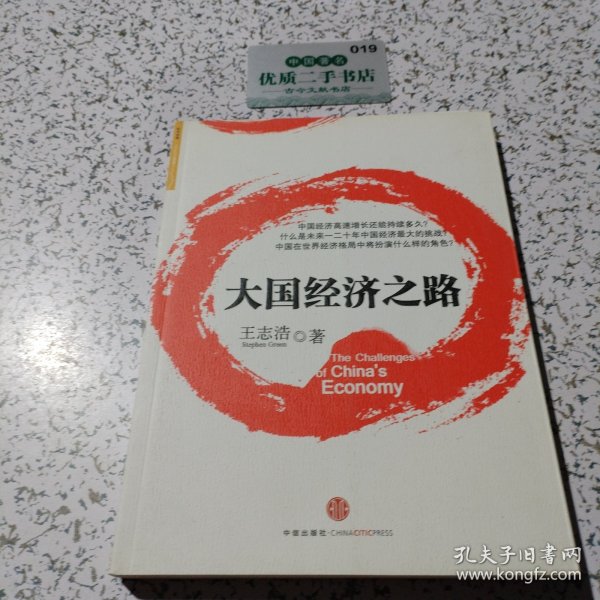 019
中国著名
优质二手书店
古今文献书店
中国经济高速增长还能持续多久?
什么是未来一二十年中国经济最大的挑战?
中国在世界经济格局中将扮演什么样的角色?
大国经济之路
王志浩◎著
Stephen Green
The Challenges
of China's
Economy
中信出版社·CHINACITICPRESS
孔夫子旧书网
www.kongfz.com